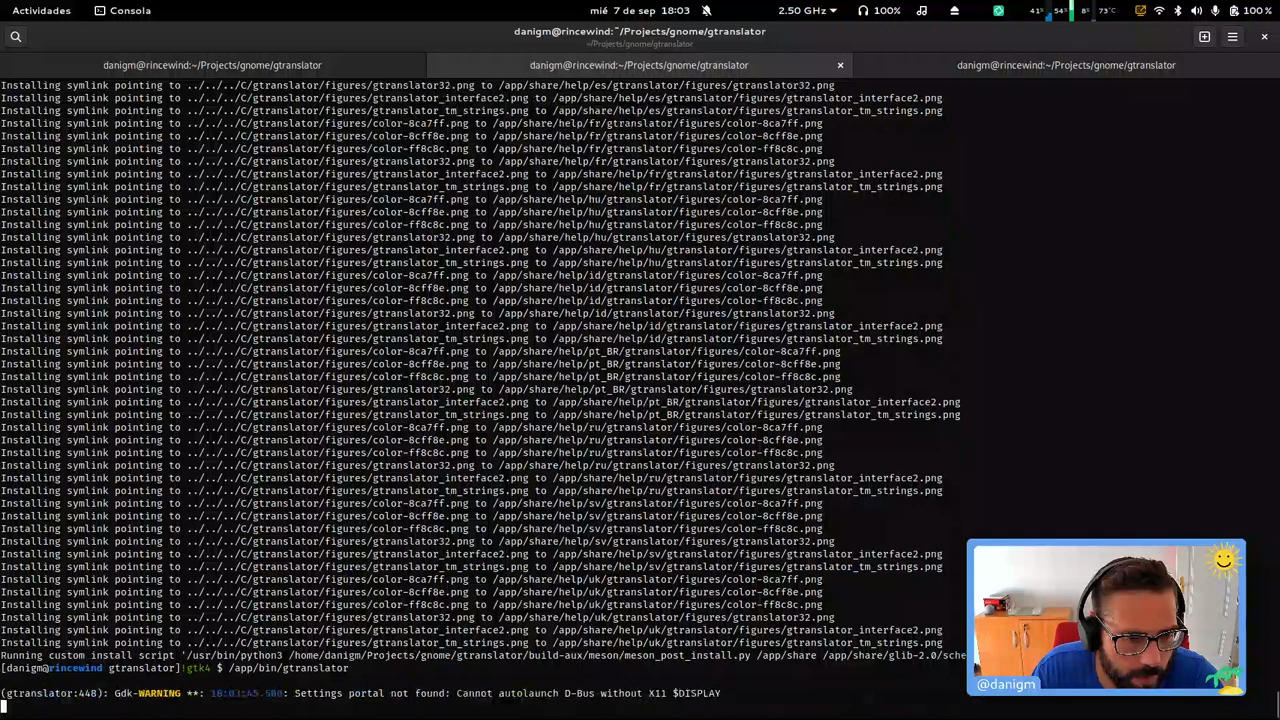 Actividades
Consola
mié 7 de sep 18:03
2.50 GHz
100%
41%
54%
8%
73°C
100 %
danigm@rincewind:~/Projects/gnome/gtranslator
~/Projects/gnome/gtranslator
danigm@rincewind:~/Projects/gnome/gtranslator
danigm@rincewind:~/Projects/gnome/gtranslator
danigm@rincewind:~/Projects/gnome/gtranslator
Installing symlink pointing to ../../../C/gtranslator/figures/gtranslator32.png to /app/share/help/es/gtranslator/figures/gtranslator32.png
Installing symlink pointing to ../../../C/gtranslator/figures/gtranslator_interface2.png to /app/share/help/es/gtranslator/figures/gtranslator_interface2.png
Installing symlink pointing to ../../../C/gtranslator/figures/gtranslator_tm_strings.png to /app/share/help/es/gtranslator/figures/gtranslator_tm_strings.png
Installing symlink pointing to ../../../C/gtranslator/figures/color-8ca7ff.png to /app/share/help/fr/gtranslator/figures/color-8ca7ff.png
Installing symlink pointing to ../../../C/gtranslator/figures/color-8cff8e.png to /app/share/help/fr/gtranslator/figures/color-8cff8e.png
Installing symlink pointing to ../../../C/gtranslator/figures/color-ff8c8c.png to /app/share/help/fr/gtranslator/figures/color-ff8c8c.png
Installing symlink pointing to ../../../C/gtranslator/figures/gtranslator32.png to /app/share/help/fr/gtranslator/figures/gtranslator32.png
Installing symlink pointing to ../../../C/gtranslator/figures/gtranslator_interface2.png to /app/share/help/fr/gtranslator/figures/gtranslator_interface2.png
Installing symlink pointing to ../../../C/gtranslator/figures/gtranslator_tm_strings.png to /app/share/help/fr/gtranslator/figures/gtranslator_tm_strings.png
Installing symlink pointing to ../../../C/gtranslator/figures/color-8ca7ff.png to /app/share/help/hu/gtranslator/figures/color-8ca7ff.png
Installing symlink pointing to ../../../C/gtranslator/figures/color-8cff8e.png to /app/share/help/hu/gtranslator/figures/color-8cff8e.png
Installing symlink pointing to ../../../C/gtranslator/figures/color-ff8c8c.png to /app/share/help/hu/gtranslator/figures/color-ff8c8c.png
Installing symlink pointing to ../../../C/gtranslator/figures/gtranslator32.png to /app/share/help/hu/gtranslator/figures/gtranslator32.png
Installing symlink pointing to ../../../C/gtranslator/figures/gtranslator_interface2.png to /app/share/help/hu/gtranslator/figures/gtranslator_interface2.png
Installing symlink pointing to ../../../C/gtranslator/figures/gtranslator_tm_strings.png to /app/share/help/hu/gtranslator/figures/gtranslator_tm_strings.png
Installing symlink pointing to ../../../C/gtranslator/figures/color-8ca7ff.png to /app/share/help/id/gtranslator/figures/color-8ca7ff.png
Installing symlink pointing to ../../../C/gtranslator/figures/color-8cff8e.png to /app/share/help/id/gtranslator/figures/color-8cff8e.png
Installing symlink pointing to ../../../C/gtranslator/figures/color-ff8c8c.png to /app/share/help/id/gtranslator/figures/color-ff8c8c.png
Installing symlink pointing to ../../../C/gtranslator/figures/gtranslator32.png to /app/share/help/id/gtranslator/figures/gtranslator32.png
Installing symlink pointing to ../../../C/gtranslator/figures/gtranslator_interface2.png to /app/share/help/id/gtranslator/figures/gtranslator_interface2.png
Installing symlink pointing to ../../../C/gtranslator/figures/gtranslator_tm_strings.png to /app/share/help/id/gtranslator/figures/gtranslator_tm_strings.png
Installing symlink pointing to ../../../C/gtranslator/figures/color-8ca7ff.png to /app/share/help/pt_BR/gtranslator/figures/color-8ca7ff.png
Installing symlink pointing to ../../../C/gtranslator/figures/color-8cff8e.png to /app/share/help/pt_BR/gtranslator/figures/color-8cff8e.png
Installing symlink pointing to ../../../C/gtranslator/figures/color-ff8c8c.png to /app/share/help/pt_BR/gtranslator/figures/color-ff8c8c.png
Installing symlink pointing to ../../../C/gtranslator/figures/gtranslator32.png to /app/share/help/pt_BR/gtranslator/figures/gtranslator32.png
Installing symlink pointing to ../../../C/gtranslator/figures/gtranslator_interface2.png to /app/share/help/pt_BR/gtranslator/figures/gtranslator_interface2.png
Installing symlink pointing to ../../../C/gtranslator/figures/gtranslator_tm_strings.png to /app/share/help/pt_BR/gtranslator/figures/gtranslator_tm_strings.png
Installing symlink pointing to ../../../C/gtranslator/figures/color-8ca7ff.png to /app/share/help/ru/gtranslator/figures/color-8ca7ff.png
Installing symlink pointing to ../../../C/gtranslator/figures/color-8cff8e.png to /app/share/help/ru/gtranslator/figures/color-8cff8e.png
Installing symlink pointing to ../../../C/gtranslator/figures/color-ff8c8c.png to /app/share/help/ru/gtranslator/figures/color-ff8c8c.png
Installing symlink pointing to ../../../C/gtranslator/figures/gtranslator32.png to /app/share/help/ru/gtranslator/figures/gtranslator32.png
Installing symlink pointing to ../../../C/gtranslator/figures/gtranslator_interface2.png to /app/share/help/ru/gtranslator/figures/gtranslator_interface2.png
Installing symlink pointing to ../../../C/gtranslator/figures/gtranslator_tm_strings.png to /app/share/help/ru/gtranslator/figures/gtranslator_tm_strings.png
Installing symlink pointing to ../../../C/gtranslator/figures/color-8ca7ff.png to /app/share/help/sv/gtranslator/figures/color-8ca7ff.png
Installing symlink pointing to ../../../C/gtranslator/figures/color-8cff8e.png to /app/share/help/sv/gtranslator/figures/color-8cff8e.png
Installing symlink pointing to ../../../C/gtranslator/figures/color-ff8c8c.png to /app/share/help/sv/gtranslator/figures/color-ff8c8c.png
Installing symlink pointing to ../../../C/gtranslator/figures/gtranslator32.png to /app/share/help/sv/gtranslator/figures/gtranslator32.png
Installing symlink pointing to ../../../C/gtranslator/figures/gtranslator_interface2.png to /app/share/help/sv/gtranslator/figures/gtranslator_interface2.png
Installing symlink pointing to ../../../C/gtranslator/figures/gtranslator_tm_strings.png to /app/share/help/sv/gtranslator/figures/gtranslator_tm_strings.png
Installing symlink pointing to ../../../C/gtranslator/figures/color-8ca7ff.png to /app/share/help/uk/gtranslator/figures/color-8ca7ff.png
Installing symlink pointing to ../../../C/gtranslator/figures/color-8cff8e.png to /app/share/help/uk/gtranslator/figures/color-8cff8e.png
Installing symlink pointing to ../../../C/gtranslator/figures/color-ff8c8c.png to /app/share/help/uk/gtranslator/figures/color-ff8c8c.png
Installing symlink pointing to ../../../C/gtranslator/figures/gtranslator32.png to /app/share/help/uk/gtranslator/figures/gtranslator32.png
Installing symlink pointing to ../../../C/gtranslator/figures/gtranslator_interface2.png to /app/share/help/uk/gtranslator/figures/gtranslator_interface2.png
Installing symlink pointing to ../../../C/gtranslator/figures/gtranslator_tm_strings.png to /app/share/help/uk/gtranslator/figures/gtranslator_tm_strings.png
Running custom install script '/usr/bin/python3 /home/danigm/Projects/gnome/gtranslator/build-aux/meson/meson_post_install.py /app/share /app/share/glib-2.0/sche
[danigm@rincewind gtranslator]!gtk4 $ /app/bin/gtranslator
(gtranslator:448): Gdk-WARNING **: 18:03:45.580: Settings portal not found: Cannot autolaunch D-Bus without X11 $DISPLAY
@danigm